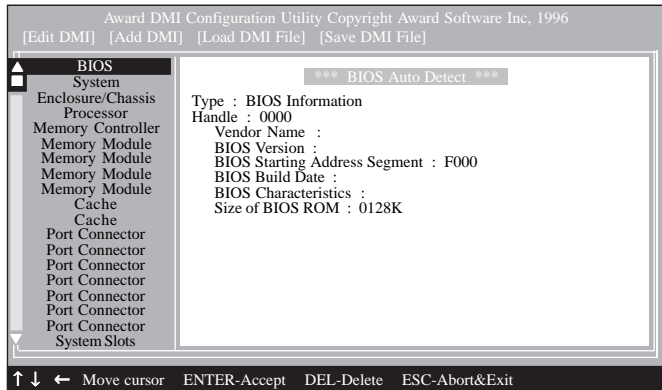 Award DMI Configuration Utility Copyright Award Software Inc, 1996
[Edit DMI] [Add DMI] [Load DMI File] [Save DMI File]
BIOS
System
Enclosure/Chassis
Processor
Memory Controller
Memory Module
Memory Module
Memory Module
Memory Module
Cache
Cache
Port Connector
Port Connector
Port Connector
Port Connector
Port Connector
Port Connector
Port Connector
System Slots
*** BIOS Auto Detect ***
Type : BIOS Information
Handle : 0000
Vendor Name :
BIOS Version :
BIOS Starting Address Segment : F000
BIOS Build Date :
BIOS Characteristics :
Size of BIOS ROM : 0128K
↑ ↓ ← Move cursor ENTER-Accept DEL-Delete ESC-Abort&Exit